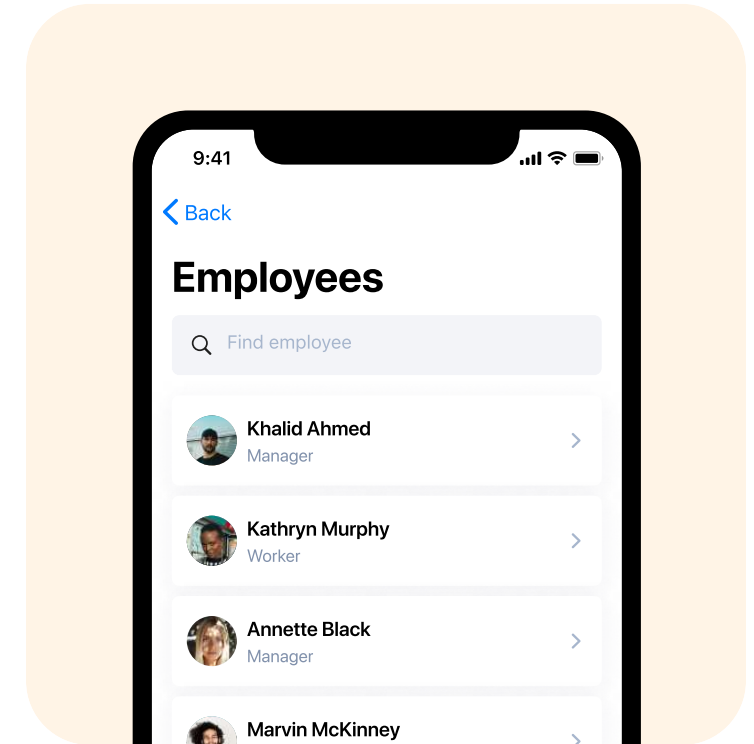 9:41
Back
Employees
Find employee
Khalid Ahmed
Manager
Kathryn Murphy
Worker
Annette Black
Manager
Marvin McKinney